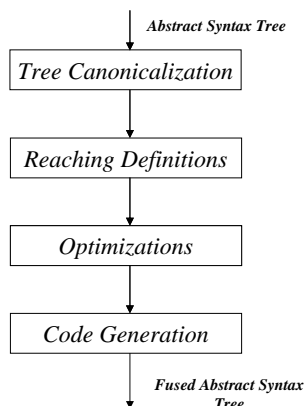 Abstract Syntax Tree
Tree Canonicalization
Reaching Definitions
Optimizations
Code Generation
Fused Abstract Syntax
Tree